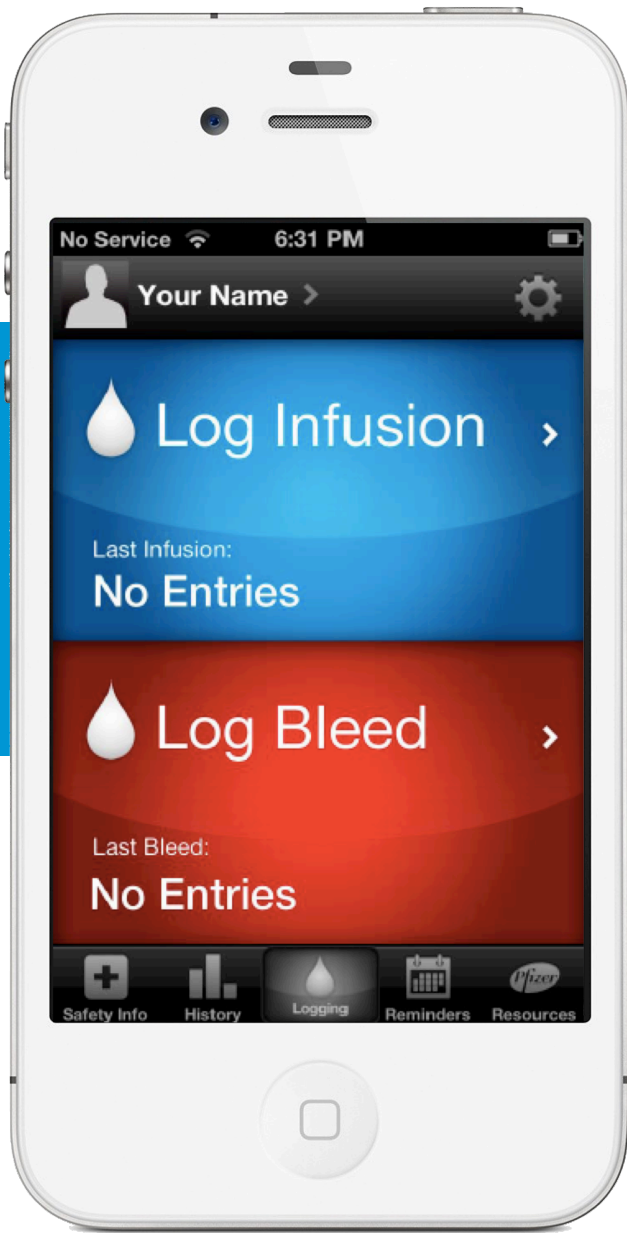 No Service 6:31 PM
Your Name >
Log Infusion >
Last Infusion:
No Entries
Log Bleed >
Last Bleed:
No Entries
Safety Info History Logging Reminders Pfizer Resources